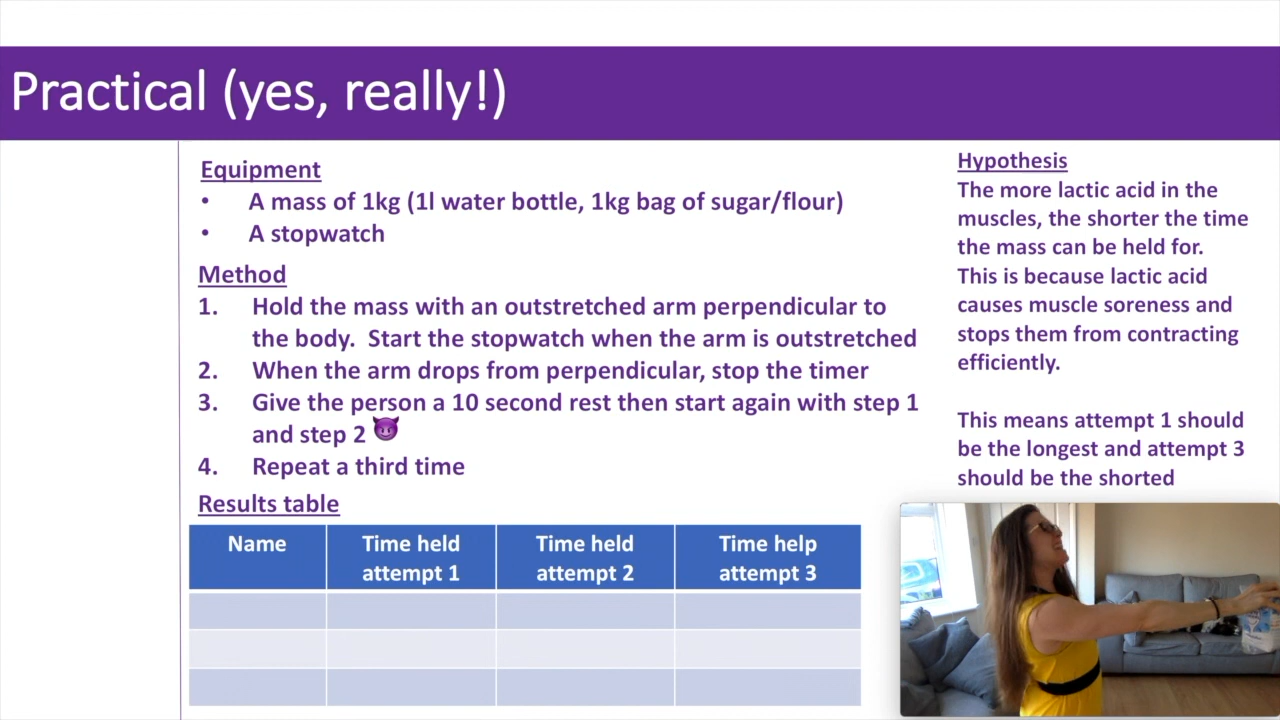 Practical (yes, really!)
Equipment
• A mass of 1kg (1l water bottle, 1kg bag of sugar/flour)
• A stopwatch
Method
1. Hold the mass with an outstretched arm perpendicular to
the body.  Start the stopwatch when the arm is outstretched
2. When the arm drops from perpendicular, stop the timer
3. Give the person a 10 second rest then start again with step 1
and step 2 😈
4. Repeat a third time
Results table
Name
Time held
attempt 1
Time held
attempt 2
Time help
attempt 3
Hypothesis
The more lactic acid in the
muscles, the shorter the time
the mass can be held for.
This is because lactic acid
causes muscle soreness and
stops them from contracting
efficiently.
This means attempt 1 should
be the longest and attempt 3
should be the shorted